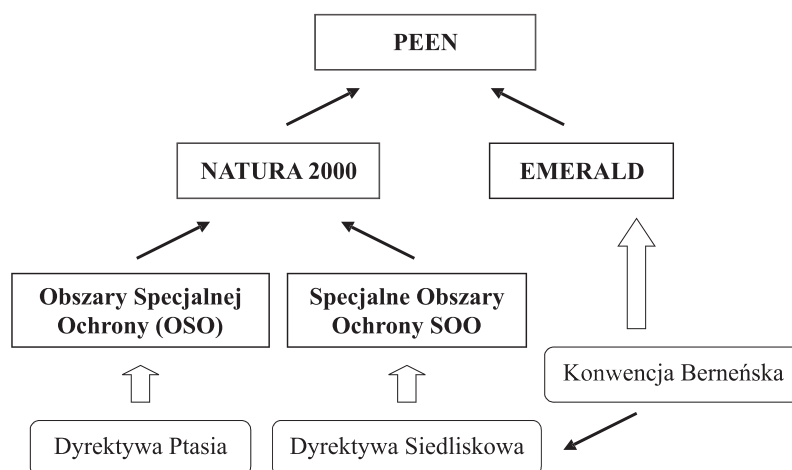 PEEN
NATURA 2000
EMERALD
Obszary Specjalnej
Ochrony (OSO)
Specjalne Obszary
Ochrony SOO
Konwencja Berneńska
Dyrektywa Ptasia
Dyrektywa Siedliskowa